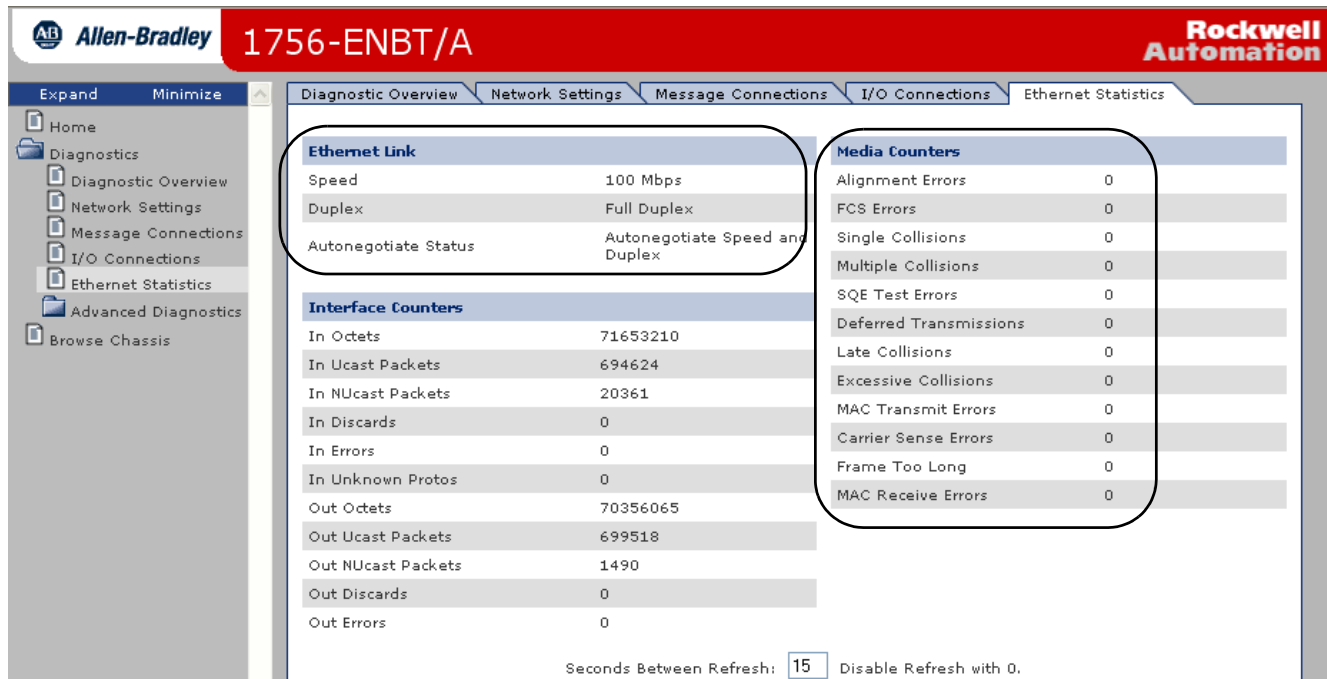 AB Allen-Bradley
1756-ENBT/A
Rockwell
Automation
Expand Minimize
Home
Diagnostics
Diagnostic Overview
Network Settings
Message Connections
I/O Connections
Ethernet Statistics
Advanced Diagnostics
Browse Chassis
Diagnostic Overview Network Settings Message Connections I/O Connections Ethernet Statistics
Ethernet Link
Speed 100 Mbps
Duplex Full Duplex
Autonegotiate Status Autonegotiate Speed and
Duplex
Interface Counters
In Octets 71653210
In Ucast Packets 694624
In NUcast Packets 20361
In Discards 0
In Errors 0
In Unknown Protos 0
Out Octets 70356065
Out Ucast Packets 699518
Out NUcast Packets 1490
Out Discards 0
Out Errors 0
Media Counters
Alignment Errors 0
FCS Errors 0
Single Collisions 0
Multiple Collisions 0
SQE Test Errors 0
Deferred Transmissions 0
Late Collisions 0
Excessive Collisions 0
MAC Transmit Errors 0
Carrier Sense Errors 0
Frame Too Long 0
MAC Receive Errors 0
Seconds Between Refresh: 15 Disable Refresh with 0.